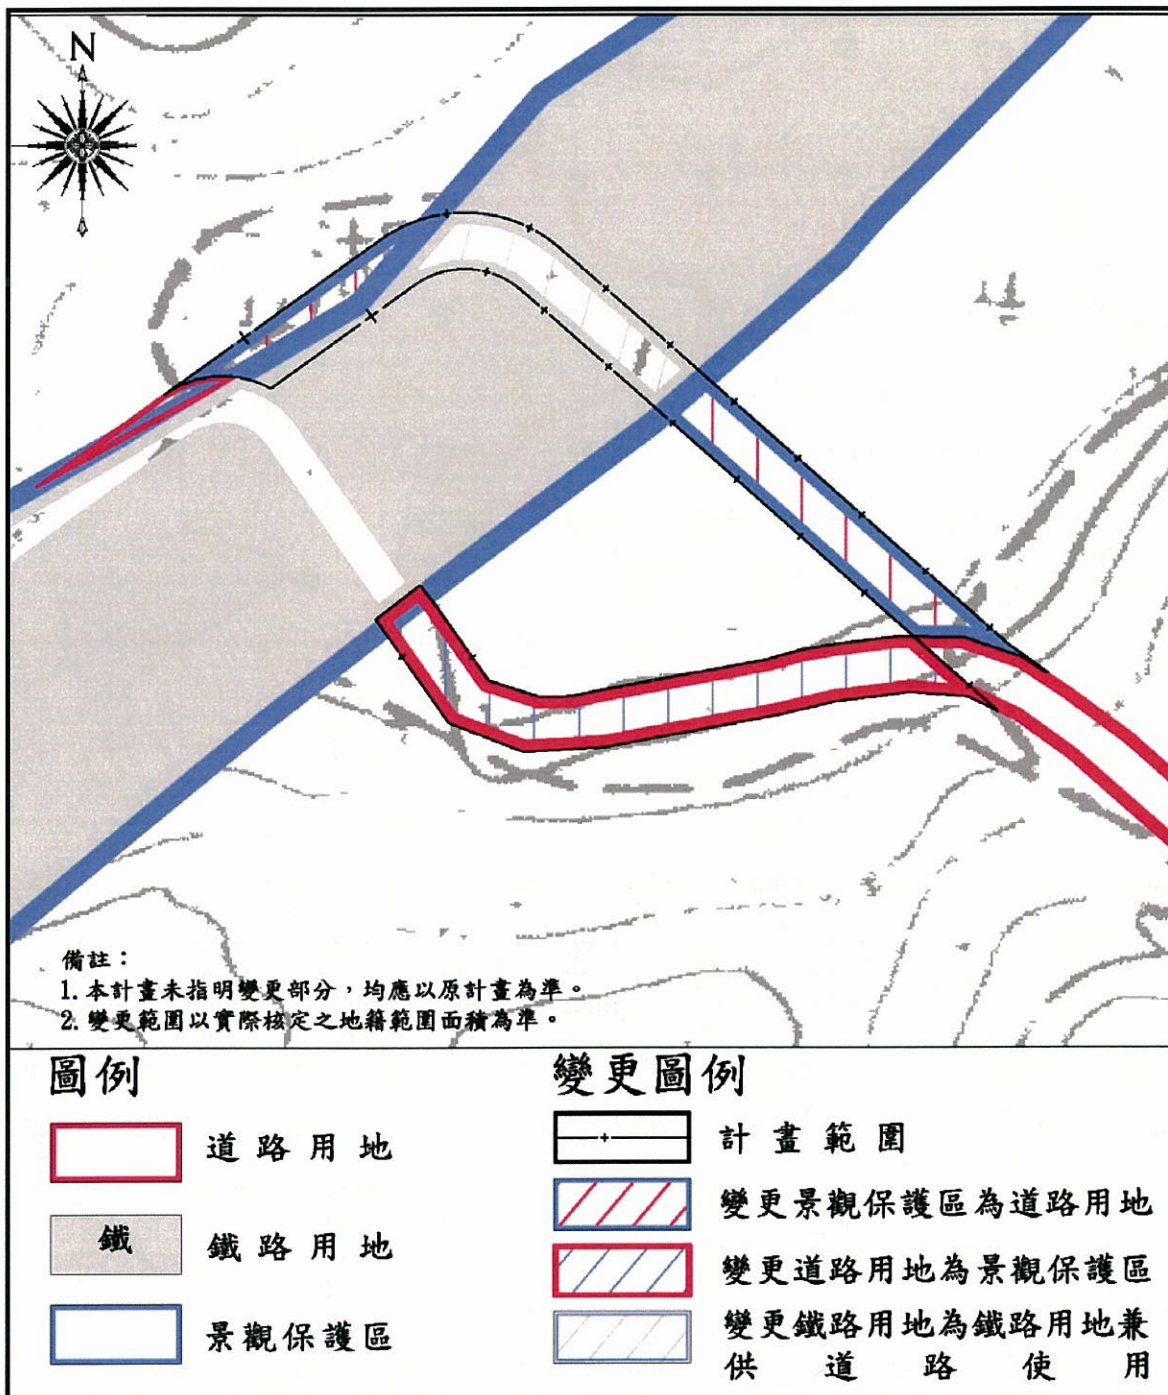 N
備註：
1. 本計畫未指明變更部分，均應以原計畫為準。
2. 變更範圍以實際核定之地籍範圍面積為準。
圖例
道路用地
鐵
鐵路用地
景觀保護區
變更圖例
計畫範圍
變更景觀保護區為道路用地
變更道路用地為景觀保護區
變更鐵路用地為鐵路用地兼
供道路使用